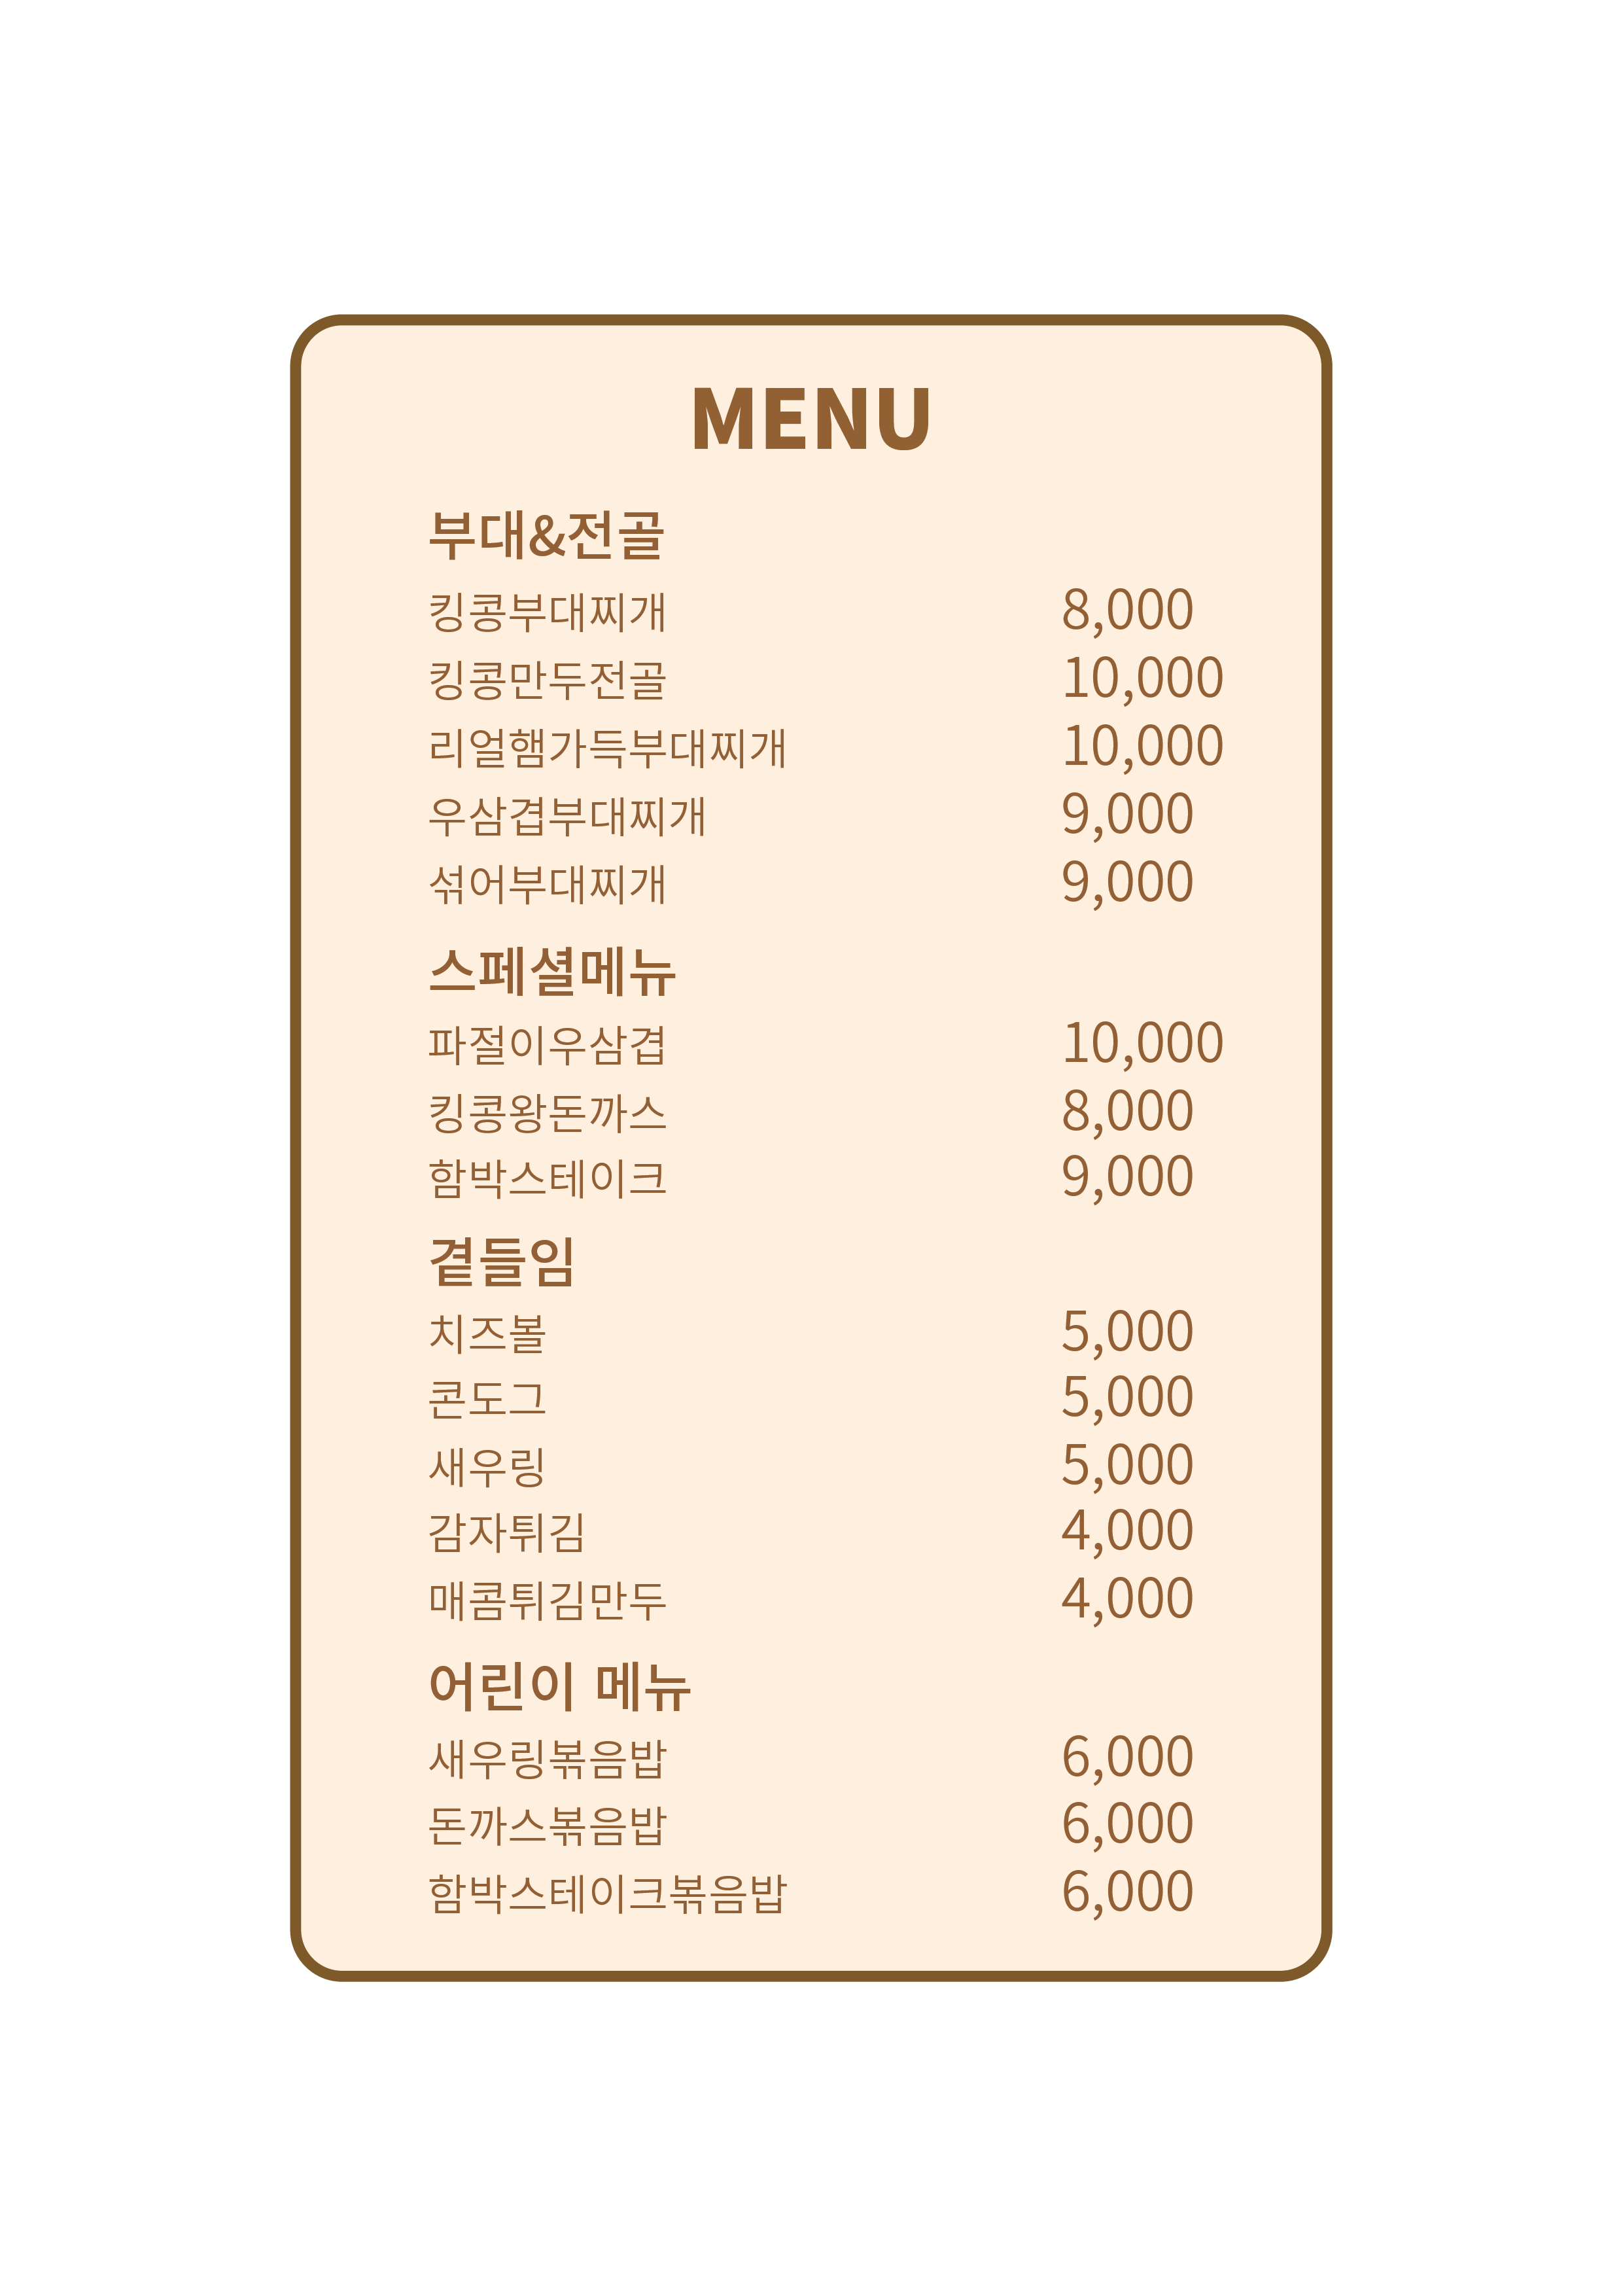 MENU
부대&전골
킹콩부대찌개 8,000
킹콩만두전골 10,000
리얼햄가득부대찌개 10,000
우삼겹부대찌개 9,000
섞어부대찌개 9,000
스페셜메뉴
파절이우삼겹 10,000
킹콩왕돈까스 8,000
함박스테이크 9,000
곁들임
치즈볼 5,000
콘도그 5,000
새우링 5,000
감자튀김 4,000
매콤튀김만두 4,000
어린이 메뉴
새우링볶음밥 6,000
돈까스볶음밥 6,000
함박스테이크볶음밥 6,000